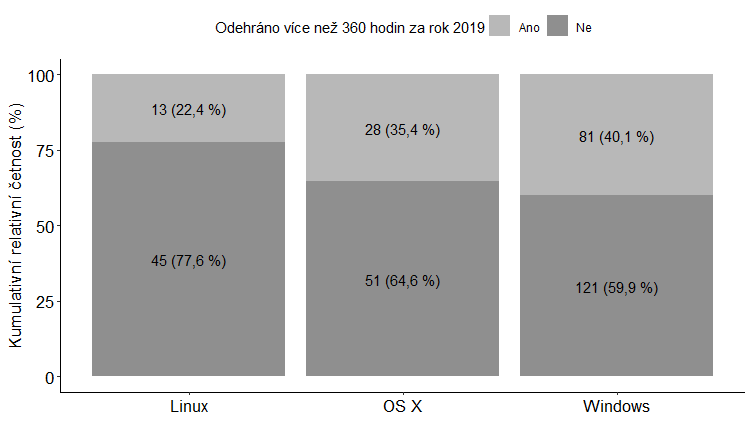 Odehráno více než 360 hodin za rok 2019 Ano Ne
Kumulativní relativní četnost (%)
100
75
50
25
0
13 (22,4 %)
28 (35,4 %)
81 (40,1 %)
45 (77,6 %)
51 (64,6 %)
121 (59,9 %)
Linux
OS X
Windows